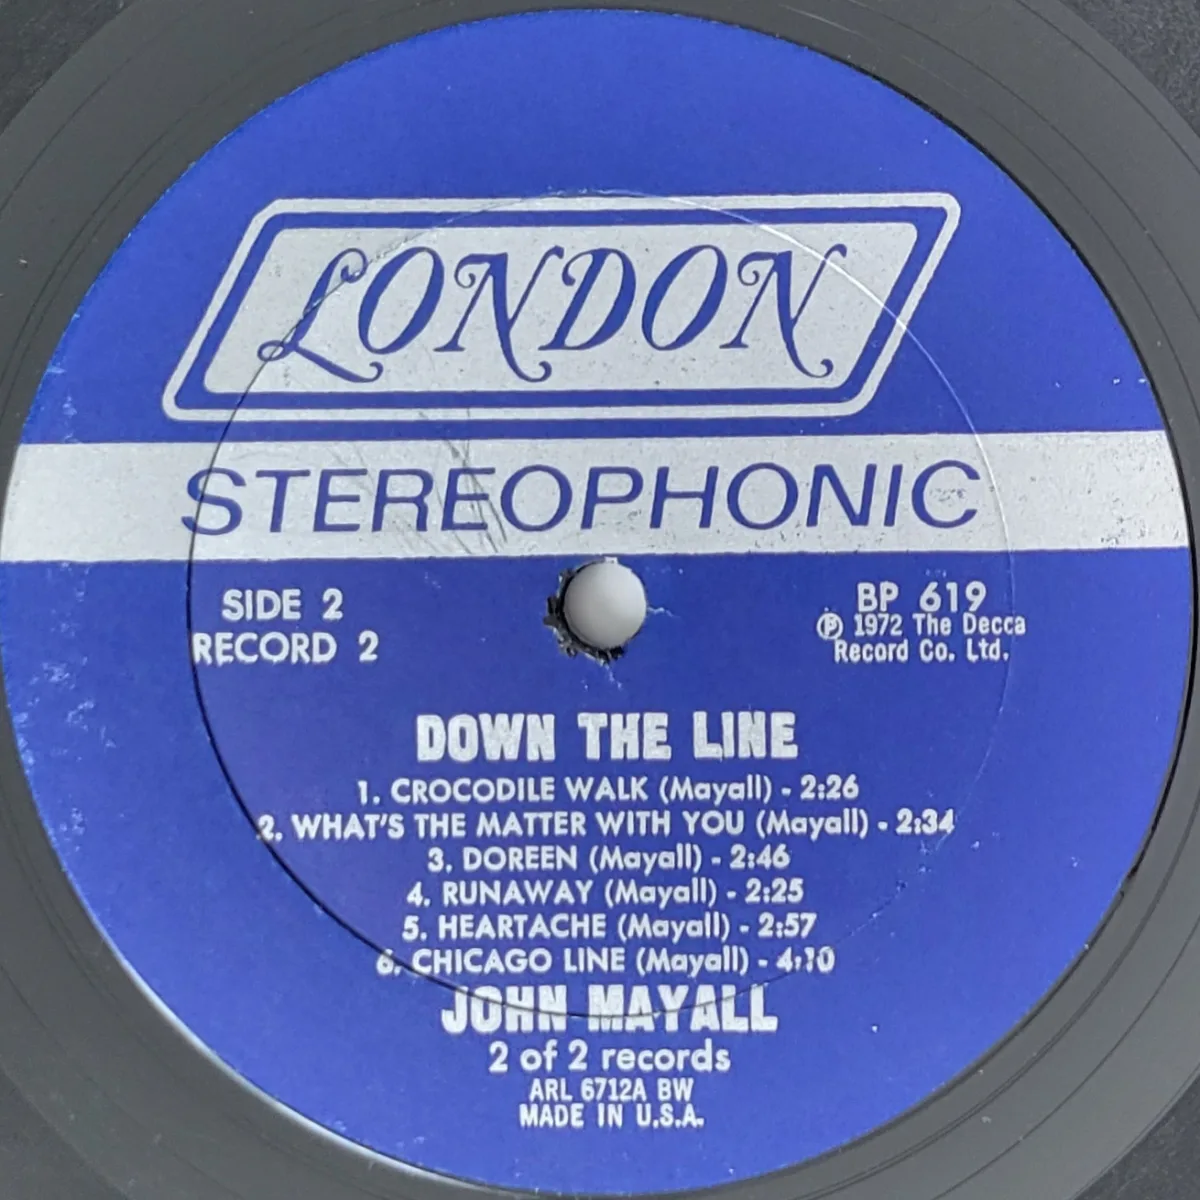 LONDON
STEREOPHONIC
SIDE 2
RECORD 2
BP 619
℗ 1972 The Decca
Record Co. Ltd.
DOWN THE LINE
1. CROCODILE WALK (Mayall) - 2:26
2. WHAT'S THE MATTER WITH YOU (Mayall) - 2:34
3. DOREEN (Mayall) - 2:46
4. RUNAWAY (Mayall) - 2:25
5. HEARTACHE (Mayall) - 2:57
6. CHICAGO LINE (Mayall) - 4:10
JOHN MAYALL
2 of 2 records
ARL 6712A BW
MADE IN U.S.A.